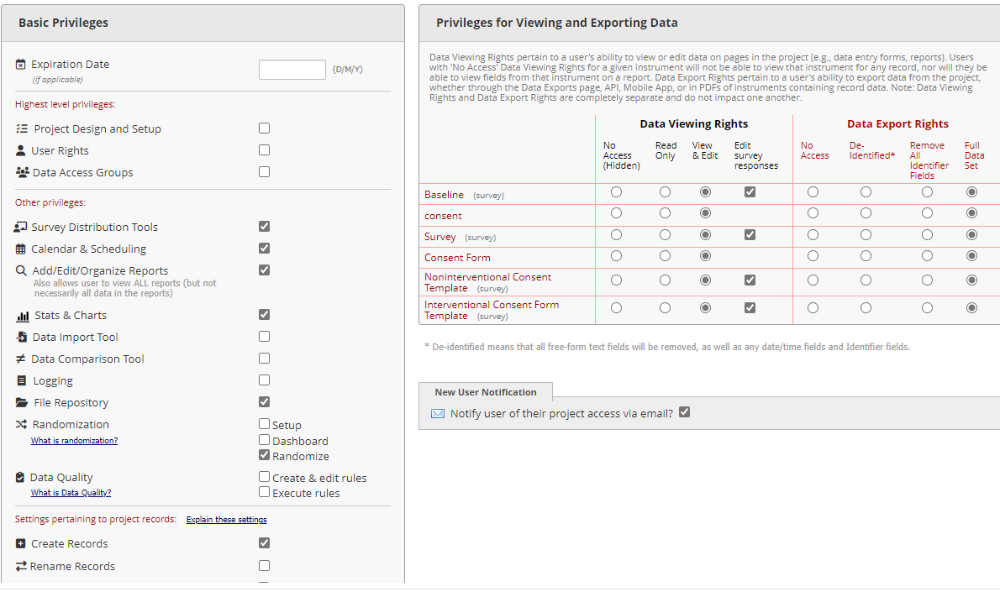 Basic Privileges
Expiration Date
(if applicable)
(D/M/Y)
Highest level privileges:
Project Design and Setup
User Rights
Data Access Groups
Other privileges:
Survey Distribution Tools
Calendar & Scheduling
Add/Edit/Organize Reports
Also allows user to view ALL reports (but not
necessarily all data in the reports)
Stats & Charts
Data Import Tool
Data Comparison Tool
Logging
File Repository
Randomization
What is randomization?
Setup
Dashboard
Randomize
Data Quality
What is Data Quality?
Create & edit rules
Execute rules
Settings pertaining to project records: Explain these settings
Create Records
Rename Records
Privileges for Viewing and Exporting Data
Data Viewing Rights pertain to a user's ability to view or edit data on pages in the project (e.g., data entry forms, reports). Users
with 'No Access' Data Viewing Rights for a given instrument will not be able to view that instrument for any record, nor will they be
able to view fields from that instrument on a report. Data Export Rights pertain to a user's ability to export data from the project,
whether through the Data Exports page, API, Mobile App, or in PDFs of instruments containing record data. Note: Data Viewing
Rights and Data Export Rights are completely separate and do not impact one another.
Data Viewing Rights
Data Export Rights
No
Access
(Hidden)
Read
Only
View
& Edit
Edit
survey
responses
No
Access
De-
Identified*
Remove
All
Identifier
Fields
Full
Data
Set
Baseline (survey)
consent
Survey (survey)
Consent Form
Noninterventional Consent
Template (survey)
Interventional Consent Form
Template (survey)
* De-identified means that all free-form text fields will be removed, as well as any date/time fields and Identifier fields.
New User Notification
Notify user of their project access via email?